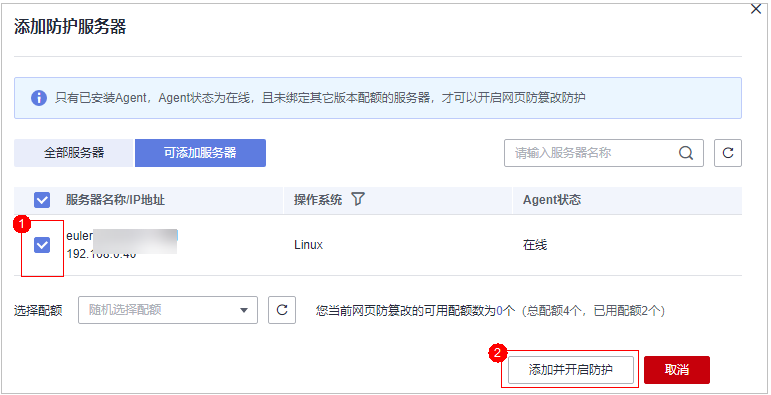 添加防护服务器
只有已安装Agent，Agent状态为在线，且未绑定其它版本配额的服务器，才可以开启网页防篡改防护
全部服务器 可添加服务器 请输入服务器名称
服务器名称/IP地址 操作系统 Agent状态
1
euler
Linux 在线
选择配额 随机选择配额 您当前网页防篡改的可用配额数为0个（总配额4个，已用配额2个）
2
添加并开启防护 取消